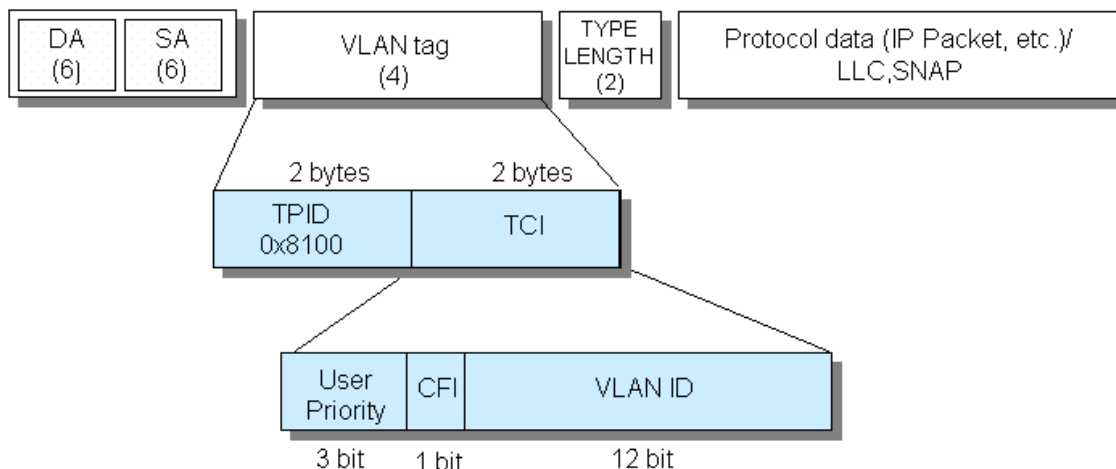 DA
(6)
SA
(6)
VLAN tag
(4)
TYPE
LENGTH
(2)
Protocol data (IP Packet, etc.)/
LLC,SNAP
2 bytes
2 bytes
TPID
0x8100
TCI
User
Priority
CFI
VLAN ID
3 bit
1 bit
12 bit